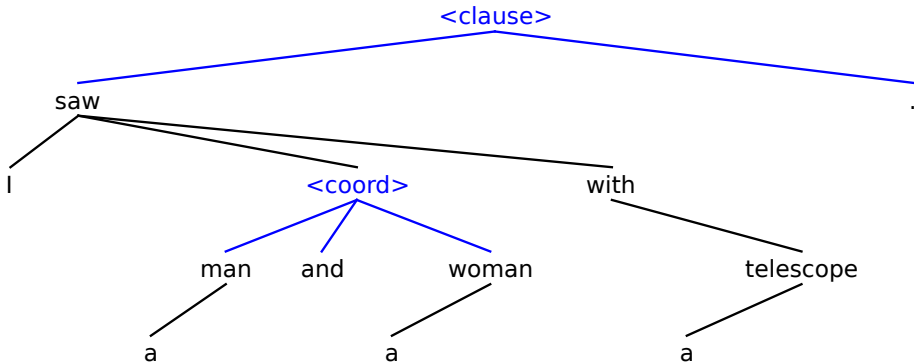 <clause>
saw .
I <coord> with
man and woman telescope
a a a